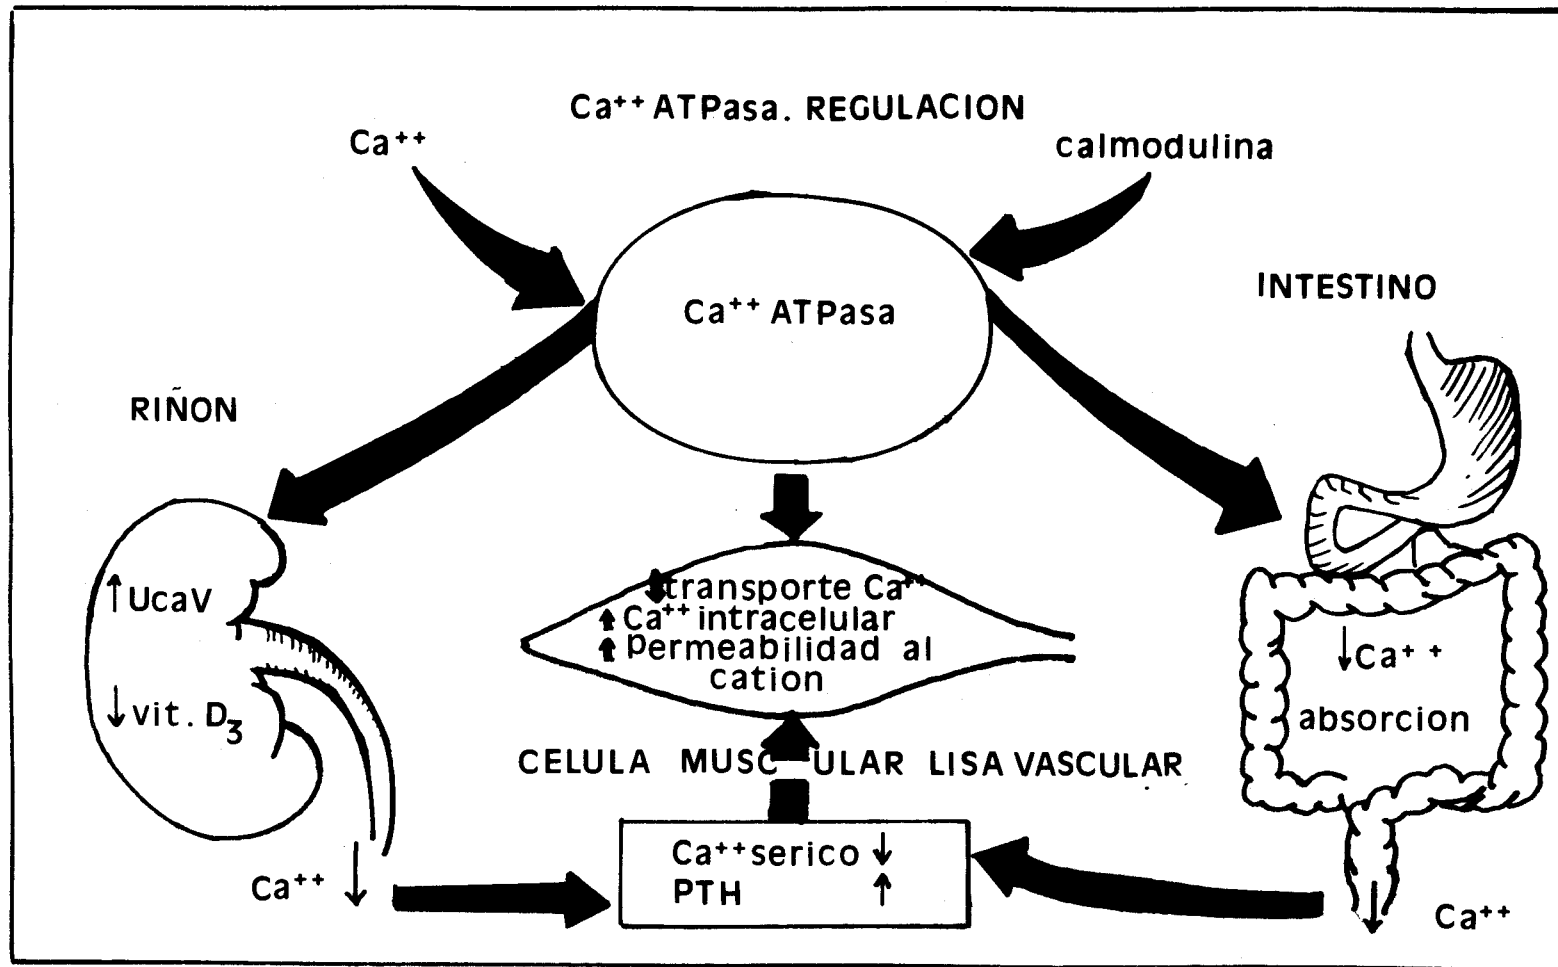 Ca++ ATPasa. REGULACION
Ca++
calmodulina
Ca++ ATPasa
INTESTINO
RIÑON
↑ UcaV
↓ vit. D3
↓ transporte Ca++
↑ Ca++ intracelular
↑ permeabilidad al
cation
↓ Ca++
absorcion
CELULA MUSCULAR LISA VASCULAR
Ca++ serico ↓
PTH ↑
Ca++ ↓
↓ Ca++